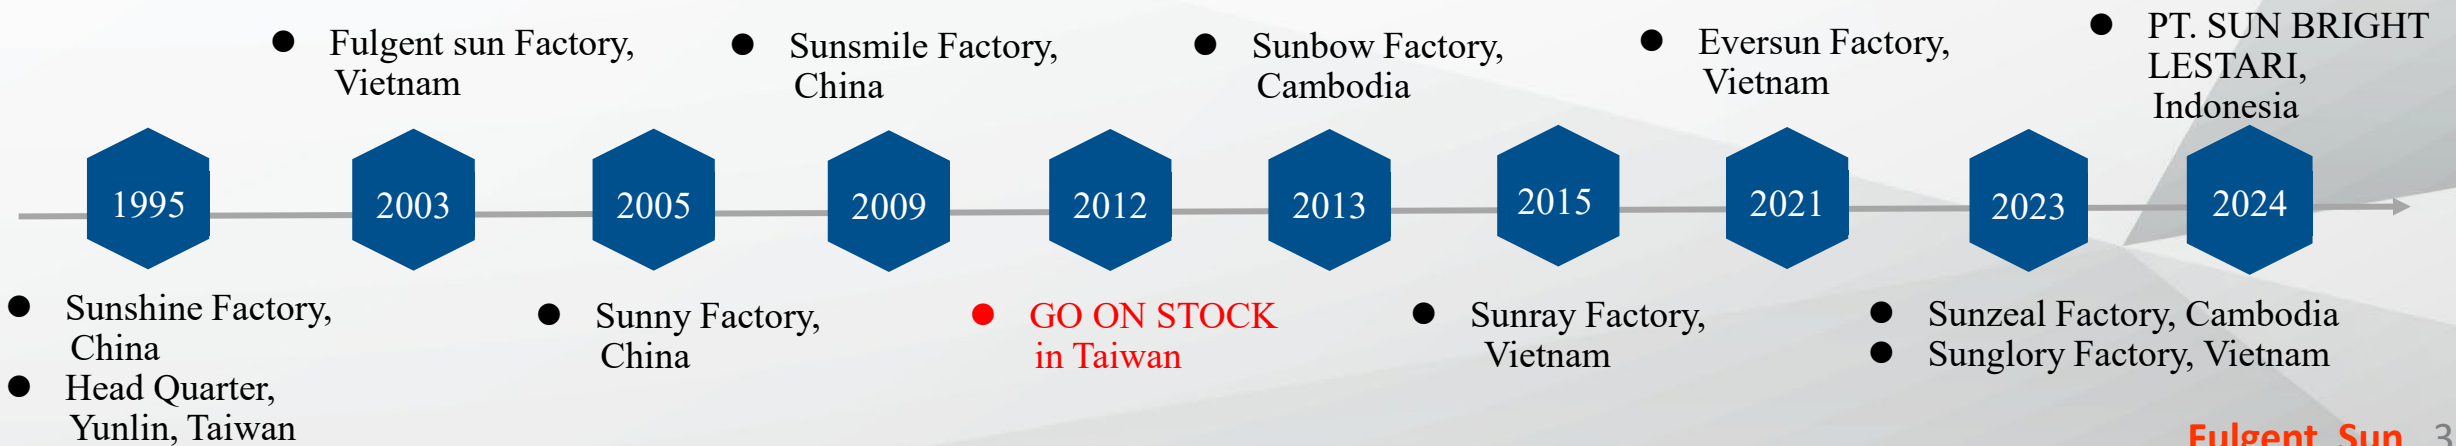 Fulgent sun Factory,
Vietnam
Sunsmile Factory,
China
Sunbow Factory,
Cambodia
Eversun Factory,
Vietnam
PT. SUN BRIGHT
LESTARI,
Indonesia
1995
2003
2005
2009
2012
2013
2015
2021
2023
2024
Sunshine Factory,
China
Head Quarter,
Yunlin, Taiwan
Sunny Factory,
China
GO ON STOCK
in Taiwan
Sunray Factory,
Vietnam
Sunzeal Factory, Cambodia
Sunglory Factory, Vietnam
Fulgent Sun 3